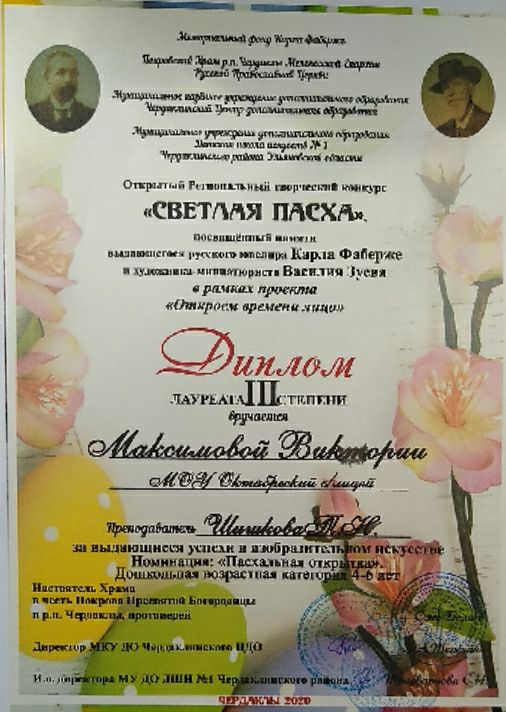 Мемориальный фонд Карла Фаберже
Покровский Храм р.п. Чердаклы Мелекесской Епархии
Русской Православной Церкви
Муниципальное казённое учреждение дополнительного образования
Чердаклинский Центр дополнительного образования
Муниципальное учреждение дополнительного образования
Детская школа искусств № 1
Чердаклинского района Ульяновской области
Открытый Региональный творческий конкурс
«СВЕТЛАЯ ПАСХА»,
посвящённый памяти
выдающегося русского ювелира Карла Фаберже
и художника-миниатюриста Василия Зуева
в рамках проекта
«Откроем времени лицо»
Диплом
ЛАУРЕАТА III СТЕПЕНИ
вручается
Максимовой Виктории
МОУ Октябрьский лицей
Преподаватель Шишкова Т.Н.
за выдающиеся успехи в изобразительном искусстве
Номинация: «Пасхальная открытка».
Дошкольная возрастная категория 4-6 лет
Настоятель Храма
в честь Покрова Пресвятой Богородицы
в р.п. Чердаклы, протоиерей
Директор МКУ ДО Чердаклинского ЦДО
И.о. директора МУ ДО ДШИ №1 Чердаклинского района
ЧЕРДАКЛЫ 2020